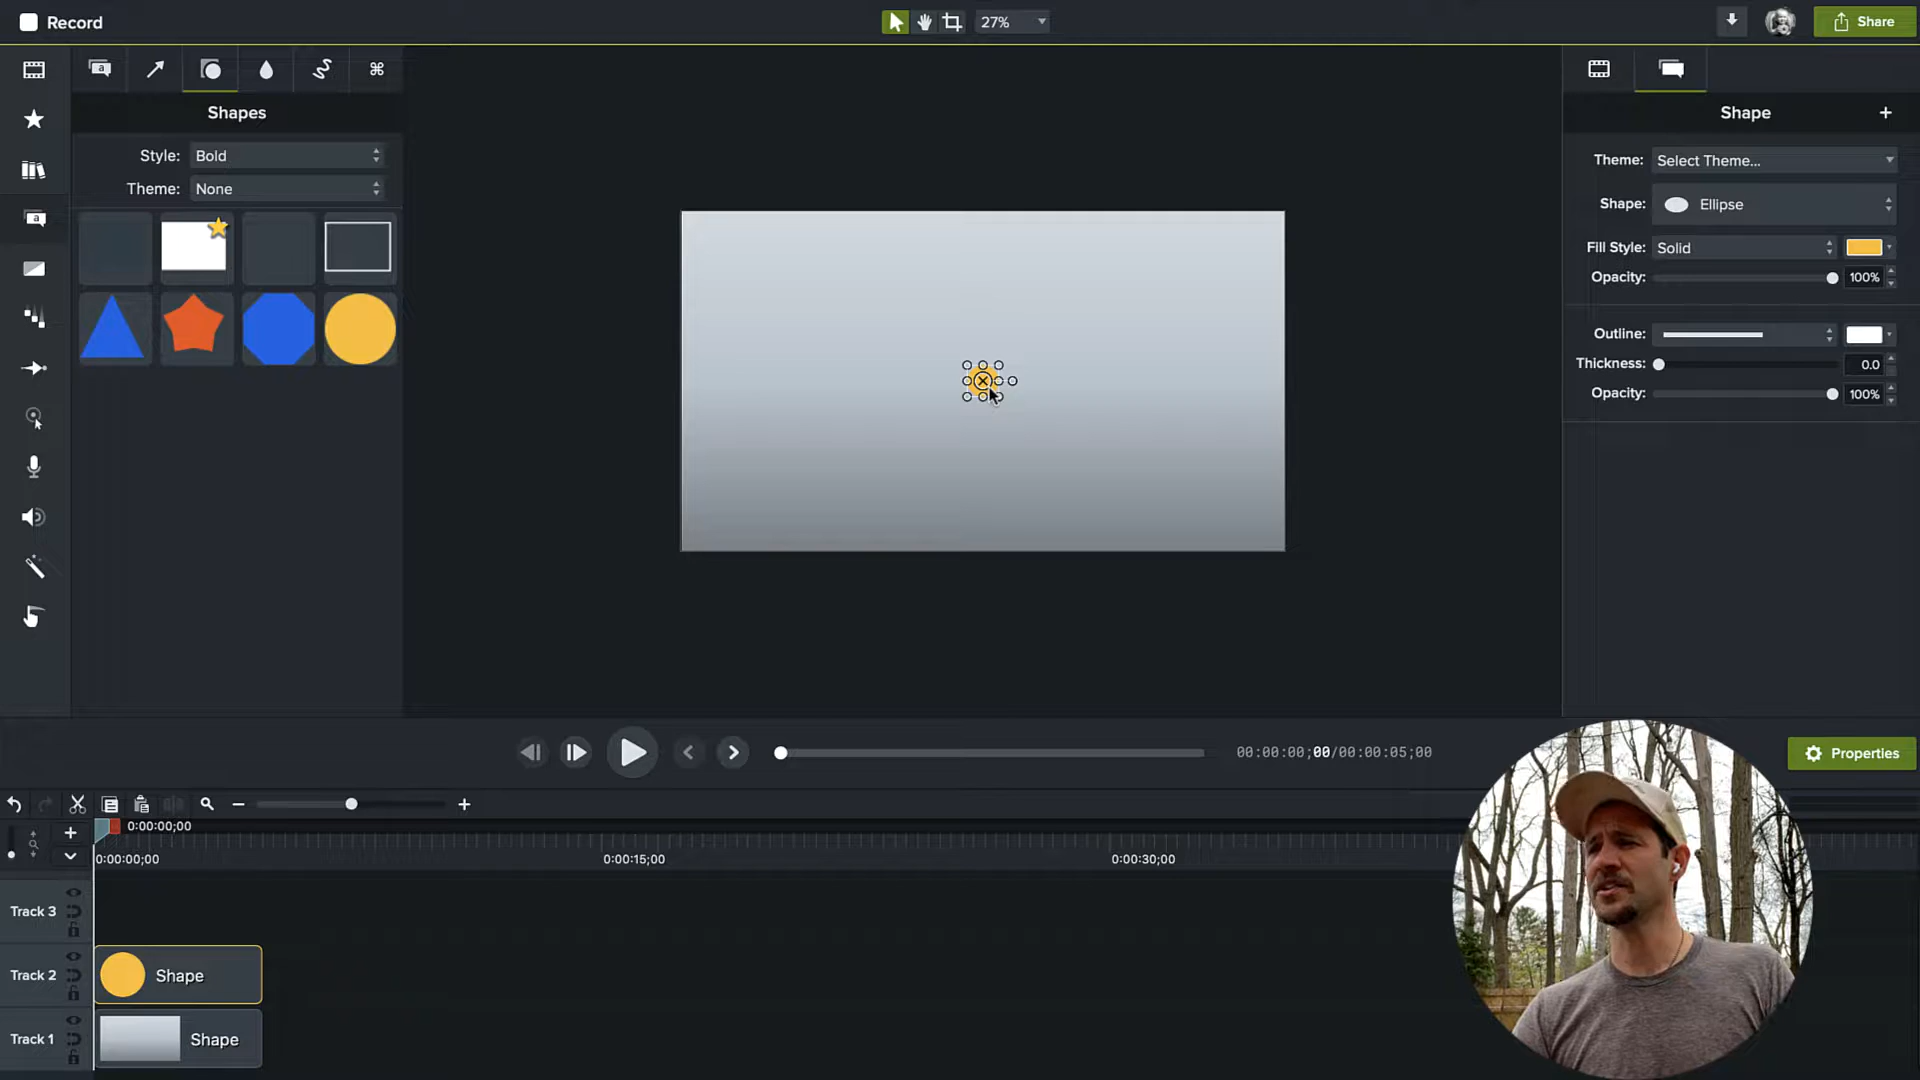 Record
27%
Share
a
⌘
Shapes
Shape
+
Style: Bold
Theme: None
Theme: Select Theme...
Shape: Ellipse
a
Fill Style: Solid
Opacity: 100%
Outline:
Thickness: 0.0
Opacity: 100%
00:00:00;00/00:00:05;00
Properties
0:00:00;00
0:00:00;00
0:00:15;00
0:00:30;00
Track 3
Track 2
Shape
Track 1
Shape